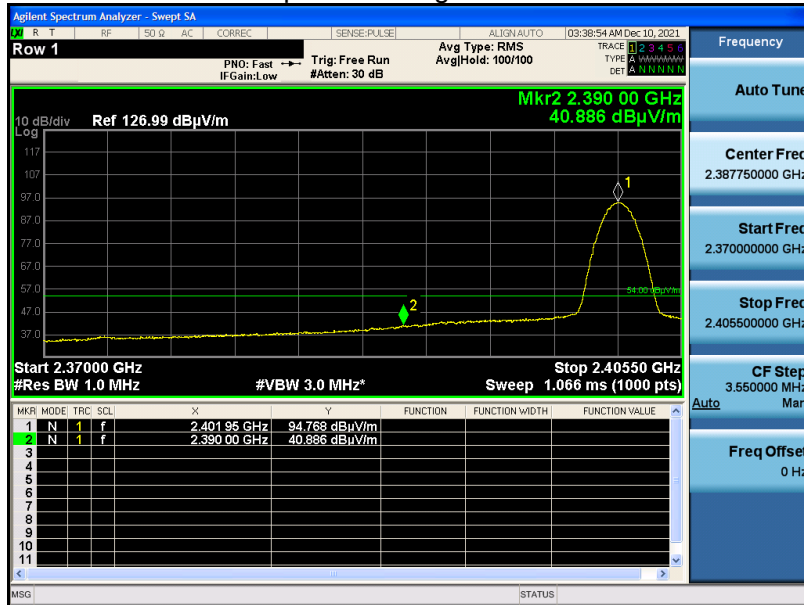 Agilent Spectrum Analyzer - Swept SA
LXI R T RF 50 Ω AC CORREC SENSE:PULSE ALIGN AUTO 03:38:54 AM Dec 10, 2021
Row 1
PNO: Fast
IFGain:Low
Trig: Free Run
#Atten: 30 dB
Avg Type: RMS
Avg|Hold: 100/100
TRACE 1 2 3 4 5 6
TYPE A WWWWW
DET A N N N N N
Mkr2 2.390 00 GHz
40.886 dBµV/m
10 dB/div Ref 126.99 dBµV/m
Log
117
107
97.0
87.0
77.0
67.0
57.0
47.0
37.0
1
2
54.00 dBµV/m
Start 2.37000 GHz Stop 2.40550 GHz
#Res BW 1.0 MHz #VBW 3.0 MHz* Sweep 1.066 ms (1000 pts)
MKR MODE TRC SCL X Y FUNCTION FUNCTION WIDTH FUNCTION VALUE
1 N 1 f 2.401 95 GHz 94.768 dBµV/m
2 N 1 f 2.390 00 GHz 40.886 dBµV/m
3
4
5
6
7
8
9
10
11
MSG STATUS
Frequency
Auto Tune
Center Freq
2.387750000 GHz
Start Freq
2.370000000 GHz
Stop Freq
2.405500000 GHz
CF Step
3.550000 MHz
Auto Man
Freq Offset
0 Hz